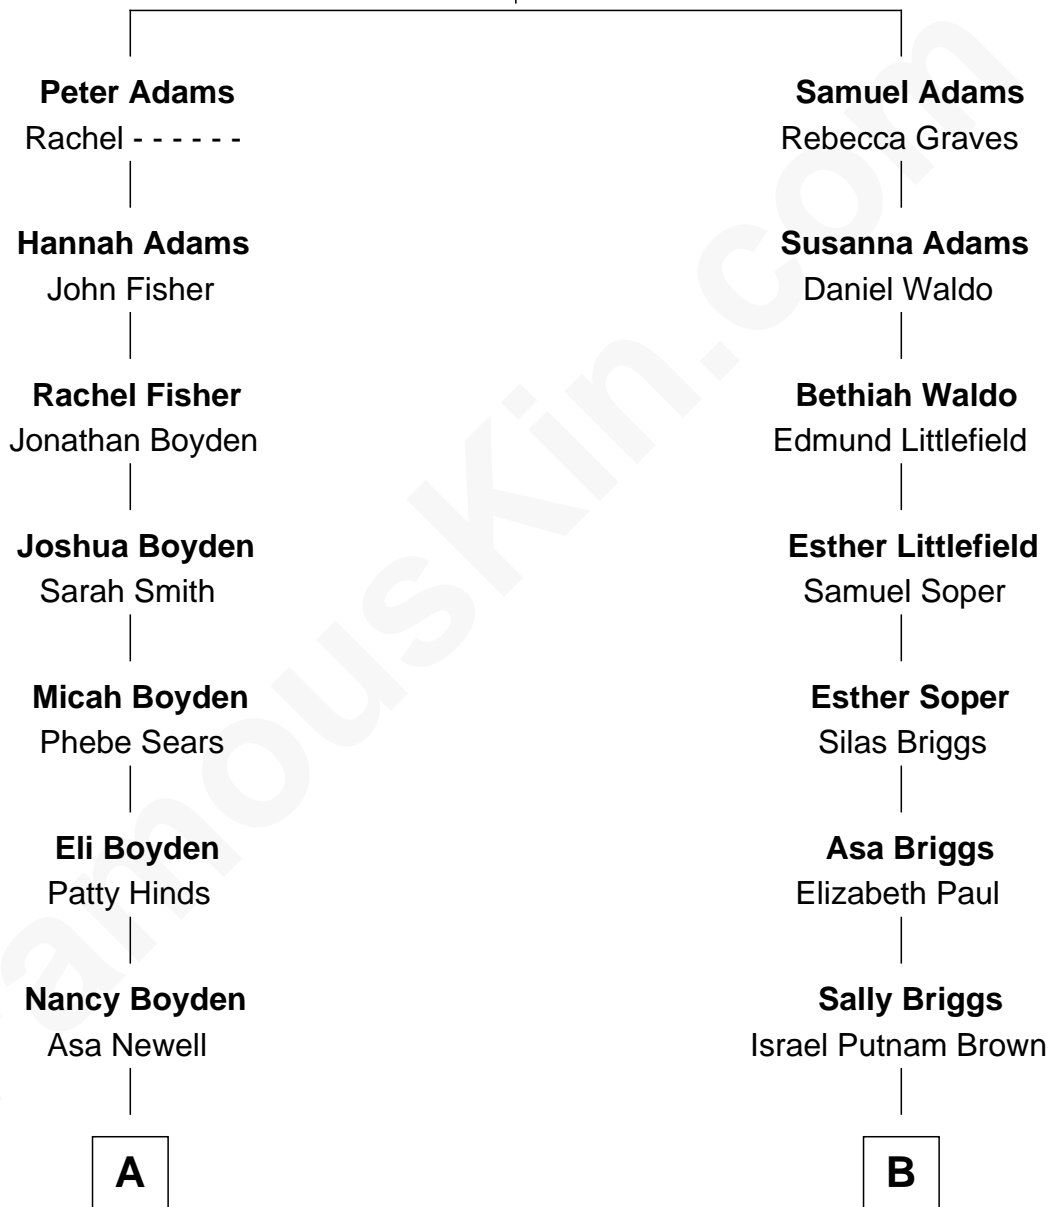 Peter Adams
Rachel - - - - - -
Samuel Adams
Rebecca Graves
Hannah Adams
John Fisher
Susanna Adams
Daniel Waldo
Rachel Fisher
Jonathan Boyden
Bethiah Waldo
Edmund Littlefield
Joshua Boyden
Sarah Smith
Esther Littlefield
Samuel Soper
Micah Boyden
Phebe Sears
Esther Soper
Silas Briggs
Eli Boyden
Patty Hinds
Asa Briggs
Elizabeth Paul
Nancy Boyden
Asa Newell
Sally Briggs
Israel Putnam Brown
A
B
amousKin.com